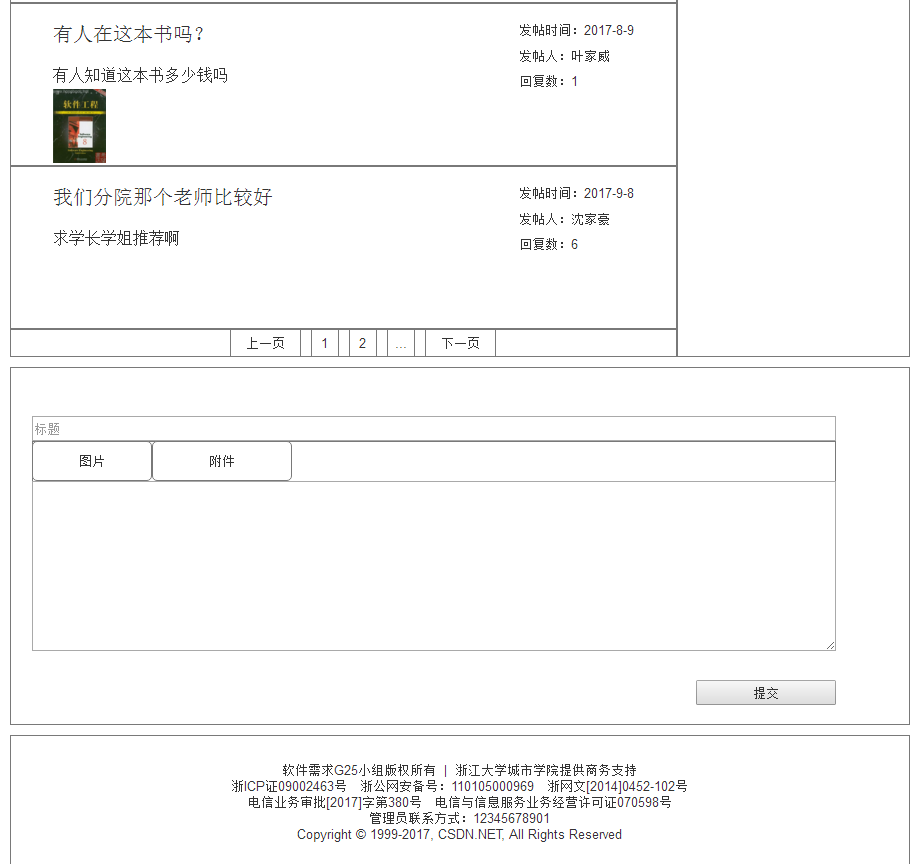 有人在这本书吗？
发帖时间：2017-8-9
发帖人：叶家威
有人知道这本书多少钱吗
回复数：1
软件工程
8
我们分院那个老师比较好
发帖时间：2017-9-8
发帖人：沈家豪
求学长学姐推荐啊
回复数：6
上一页 1 2 ... 下一页
标题
图片 附件
提交
软件需求G25小组版权所有 | 浙江大学城市学院提供商务支持
浙ICP证09002463号 浙公网安备号：110105000969 浙网文[2014]0452-102号
电信业务审批[2017]字第380号 电信与信息服务业务经营许可证070598号
管理员联系方式：12345678901
Copyright © 1999-2017, CSDN.NET, All Rights Reserved